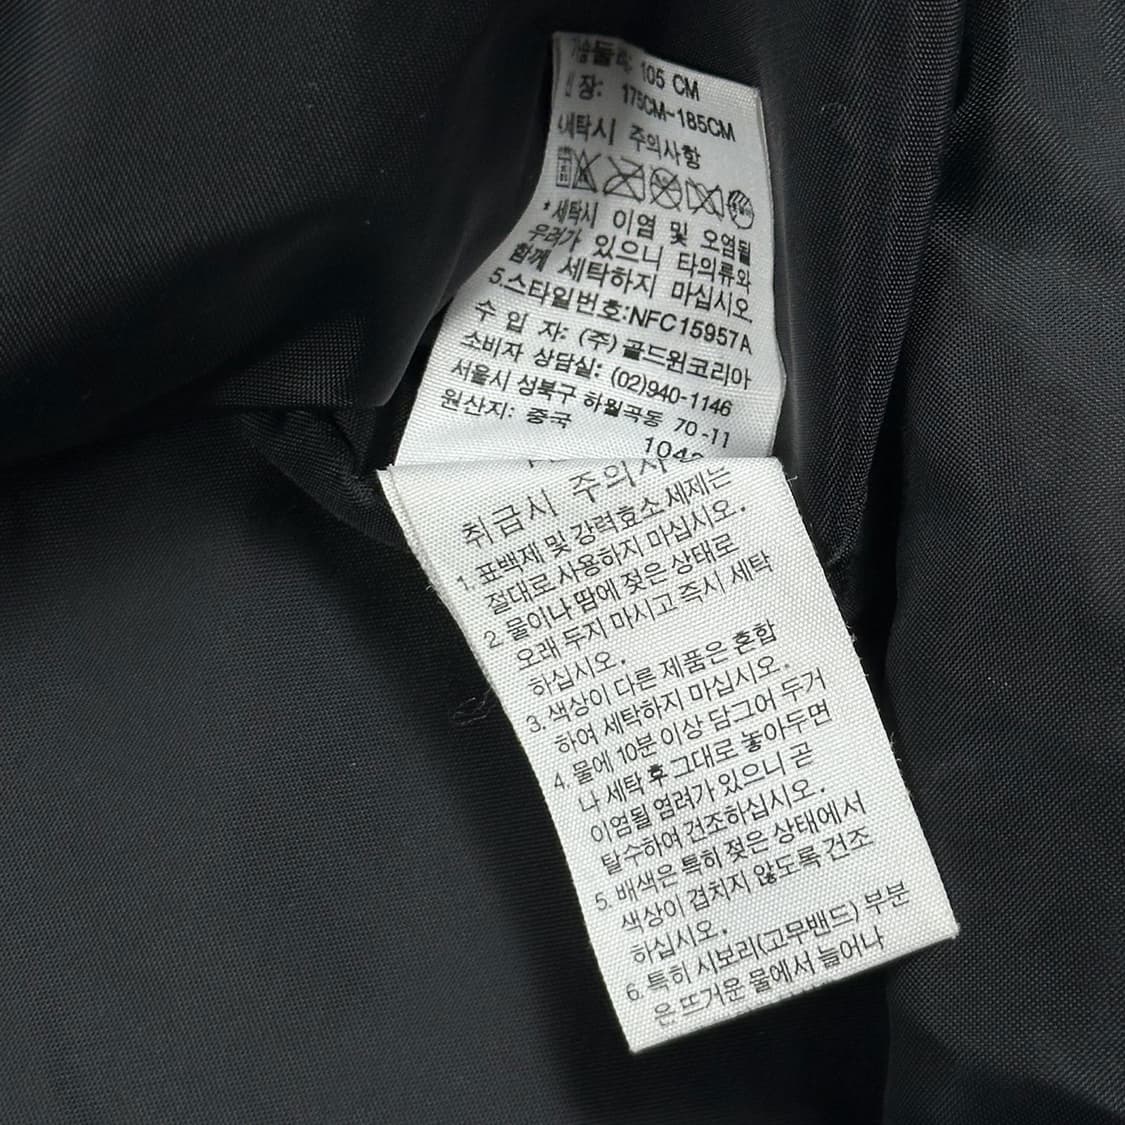 가슴둘레: 105 CM
신장: 175CM~185CM
세탁시 주의사항
*세탁시 이염 및 오염될
우려가 있으니 타의류와
함께 세탁하지 마십시오
5.스타일번호:NFC15957A
수 입 자: (주) 골드윈코리아
소비자 상담실: (02)940-1146
서울시 성북구 하월곡동 70-11
원산지: 중국
취급시 주의사
1. 표백제 및 강력효소 세제는
절대로 사용하지 마십시오.
2 물이나 땀에 젖은 상태로
오래 두지 마시고 즉시 세탁
하십시오.
3. 색상이 다른 제품은 혼합
하여 세탁하지 마십시오.
4. 물에 10분 이상 담그어 두거
나 세탁 후 그대로 놓아두면
이염될 염려가 있으니 곧
탈수하여 건조하십시오.
5. 배색은 특히 젖은 상태에서
색상이 겹치지 않도록 건조
하십시오.
6. 특히 시보리(고무밴드) 부분
은 뜨거운 물에서 늘어나